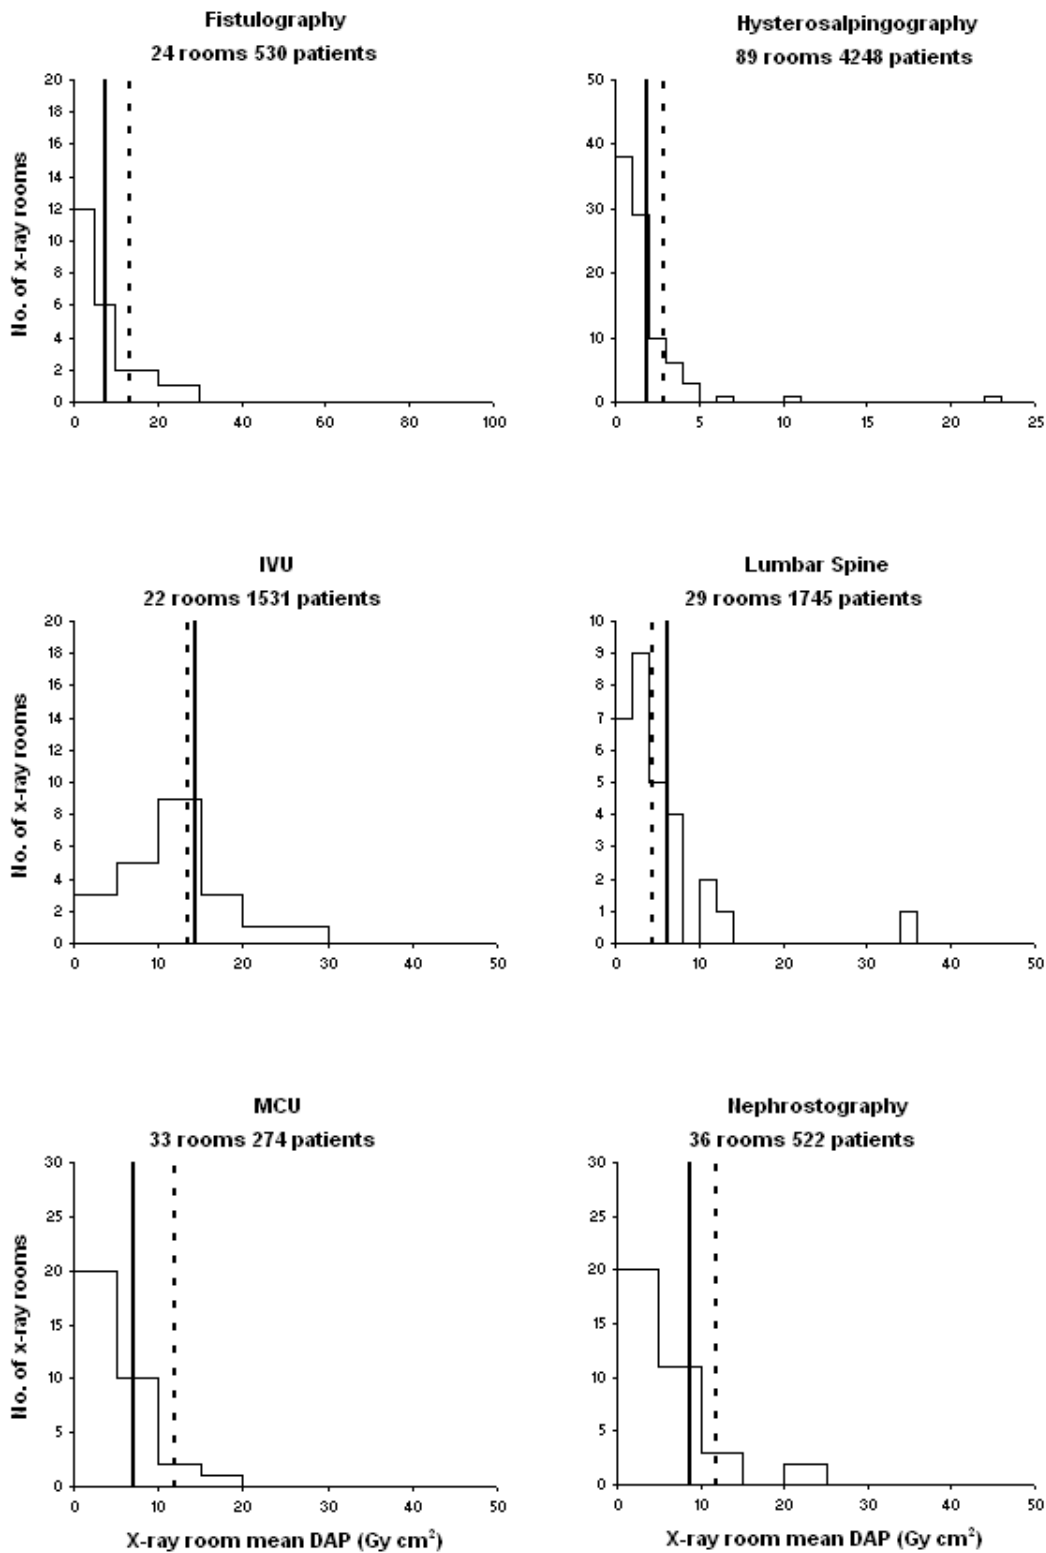 Fistulography
24 rooms 530 patients
No. of x-ray rooms
20
18
16
14
12
10
8
6
4
2
0
0 20 40 60 80 100
Hysterosalpingography
89 rooms 4248 patients
50
40
30
20
10
0
0 5 10 15 20 25
IVU
22 rooms 1531 patients
No. of x-ray rooms
20
18
16
14
12
10
8
6
4
2
0
0 10 20 30 40 50
Lumbar Spine
29 rooms 1745 patients
10
9
8
7
6
5
4
3
2
1
0
0 10 20 30 40 50
MCU
33 rooms 274 patients
No. of x-ray rooms
30
25
20
15
10
5
0
0 10 20 30 40 50
X-ray room mean DAP (Gy cm²)
Nephrostography
36 rooms 522 patients
30
25
20
15
10
5
0
0 10 20 30 40 50
X-ray room mean DAP (Gy cm²)